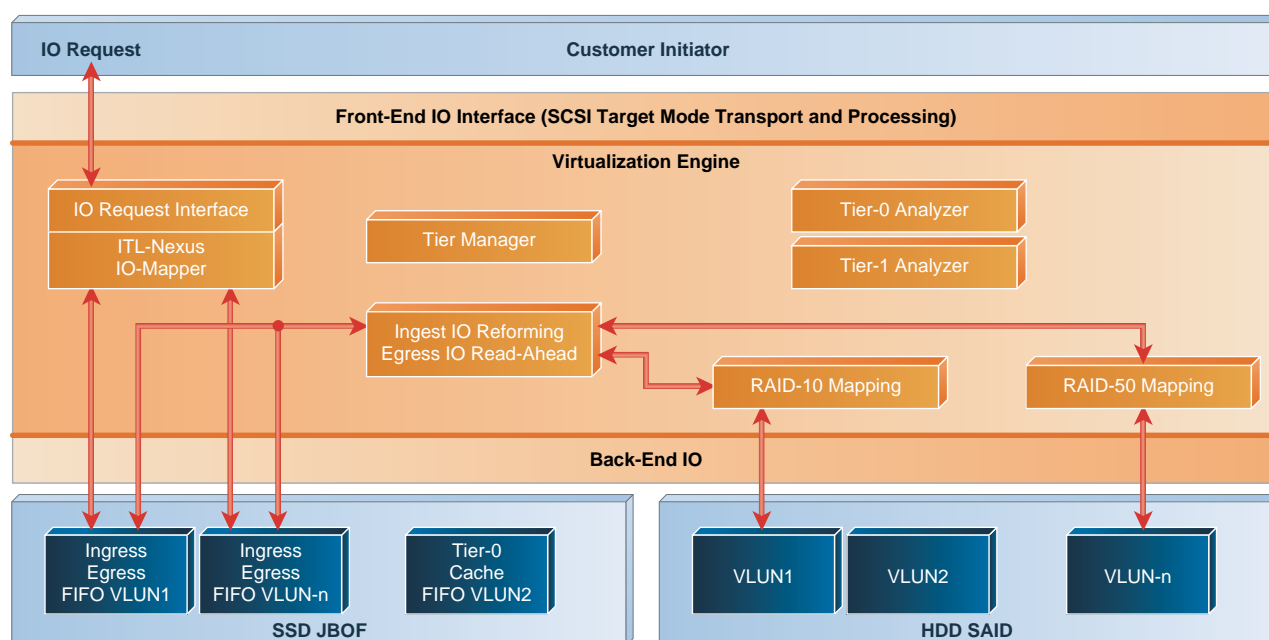 IO Request
Customer Initiator
Front-End IO Interface (SCSI Target Mode Transport and Processing)
Virtualization Engine
IO Request Interface
ITL-Nexus
IO-Mapper
Tier Manager
Tier-0 Analyzer
Tier-1 Analyzer
Ingest IO Reforming
Egress IO Read-Ahead
RAID-10 Mapping
RAID-50 Mapping
Back-End IO
Ingress
Egress
FIFO VLUN1
Ingress
Egress
FIFO VLUN-n
Tier-0
Cache
FIFO VLUN2
SSD JBOF
VLUN1
VLUN2
VLUN-n
HDD SAID